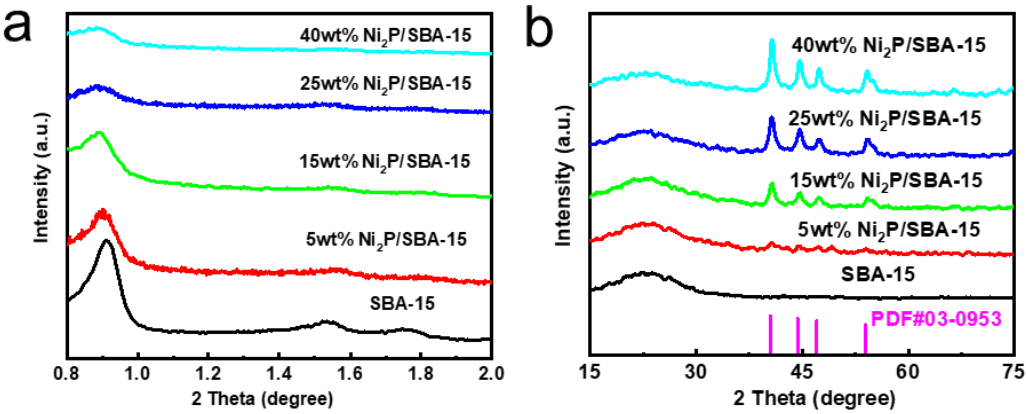 a
40wt% Ni₂P/SBA-15
25wt% Ni₂P/SBA-15
15wt% Ni₂P/SBA-15
5wt% Ni₂P/SBA-15
SBA-15
Intensity (a.u.)
0.8 0.9 1.0 1.2 1.4 1.6 1.8 2.0
2 Theta (degree)
b
40wt% Ni₂P/SBA-15
25wt% Ni₂P/SBA-15
15wt% Ni₂P/SBA-15
5wt% Ni₂P/SBA-15
SBA-15
PDF#03-0953
Intensity (a.u.)
15 30 45 60 75
2 Theta (degree)